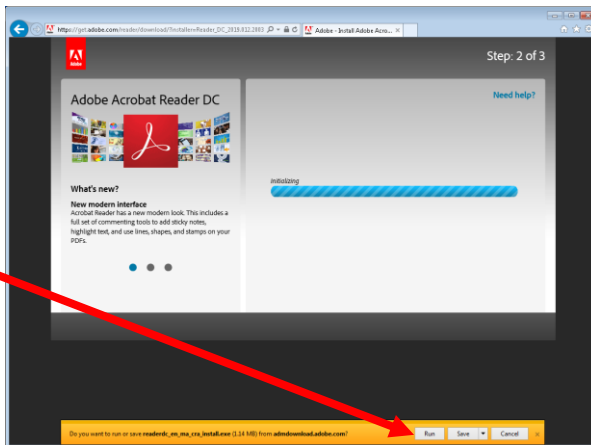 https://get.adobe.com/reader/download/?installer=Reader_DC_2019.012.2003
Adobe - Install Adobe Acro...
Adobe
Step: 2 of 3
Adobe Acrobat Reader DC
Need help?
Initializing
What's new?
New modern interface
Acrobat Reader has a new modern look. This includes a
full set of commenting tools to add sticky notes,
highlight text, and use lines, shapes, and stamps on your
PDFs.
Do you want to run or save readerdc_en_ma_cra_install.exe (1.14 MB) from admdownload.adobe.com?
Run
Save
Cancel